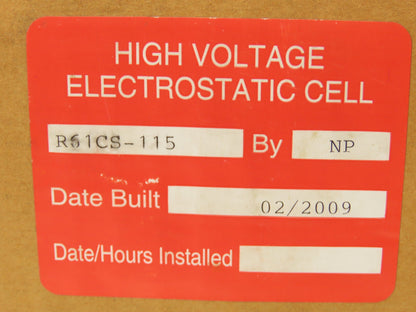 HIGH VOLTAGE
ELECTROSTATIC CELL
R61CS-115 By NP
Date Built 02/2009
Date/Hours Installed